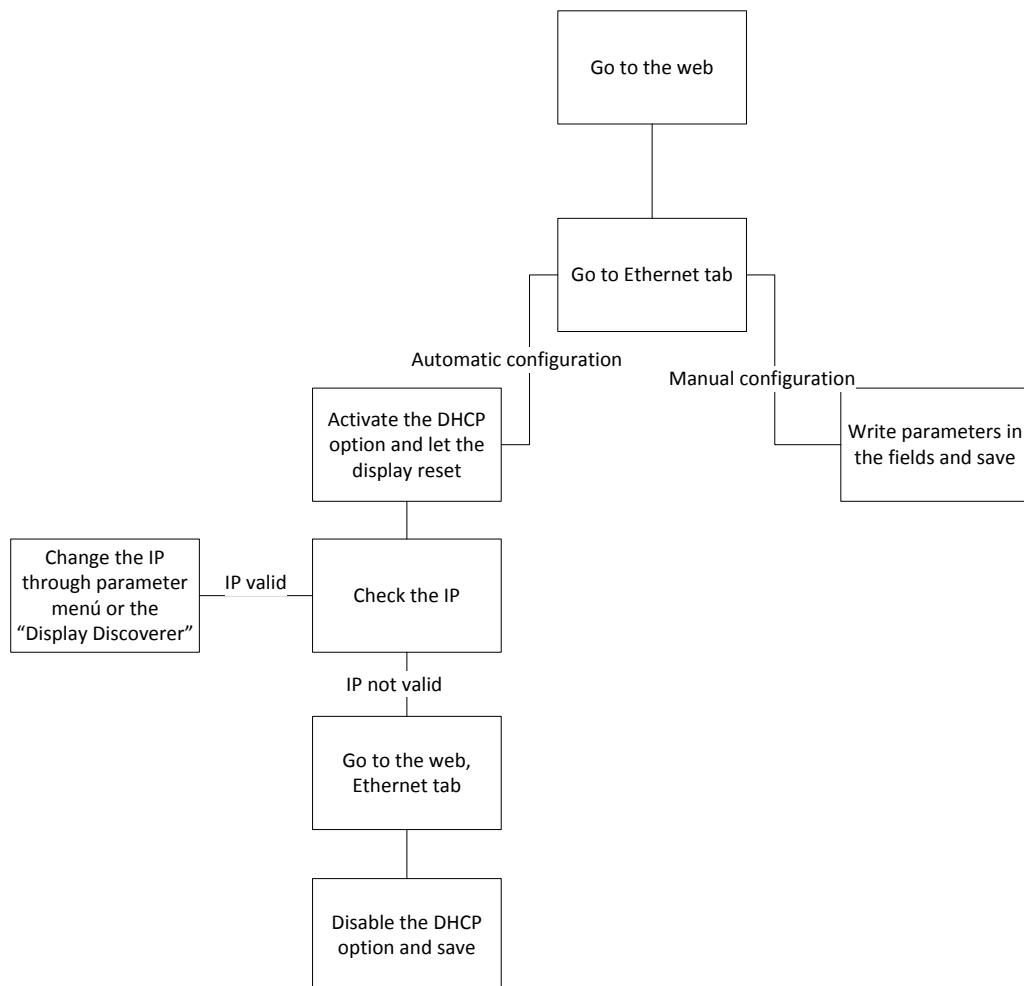 Go to the web
Go to Ethernet tab
Automatic configuration
Manual configuration
Activate the DHCP
option and let the
display reset
Write parameters in
the fields and save
Change the IP
through parameter
menú or the
“Display Discoverer”
IP valid
Check the IP
IP not valid
Go to the web,
Ethernet tab
Disable the DHCP
option and save